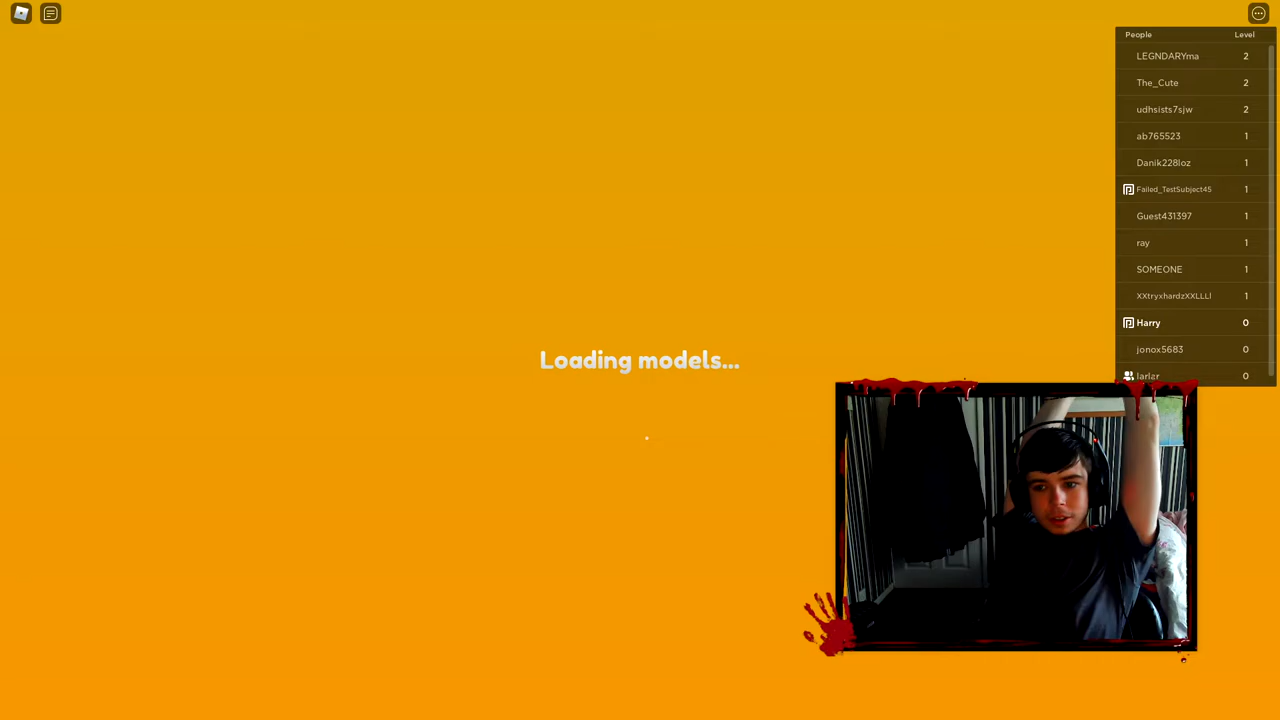 People Level
LEGNDARYma 2
The_Cute 2
udhsists7sjw 2
ab765523 1
Danik228loz 1
Failed_TestSubject45 1
Guest431397 1
ray 1
SOMEONE 1
XXtryxhardzXXLLLl 1
Harry 0
Loading models...
jonox5683 0
larlar 0